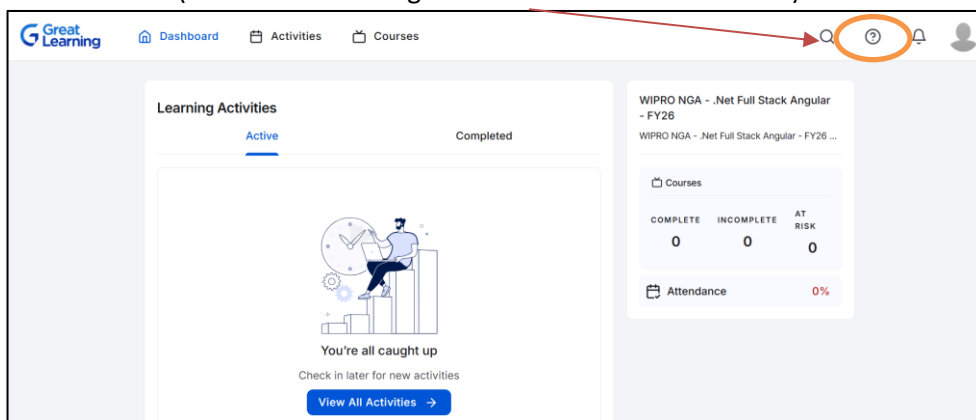 Great
Learning
Dashboard
Activities
Courses
Learning Activities
Active
Completed
You're all caught up
Check in later for new activities
View All Activities →
WIPRO NGA - .Net Full Stack Angular
- FY26
WIPRO NGA - .Net Full Stack Angular - FY26 ...
Courses
COMPLETE INCOMPLETE AT RISK
0 0 0
Attendance 0%